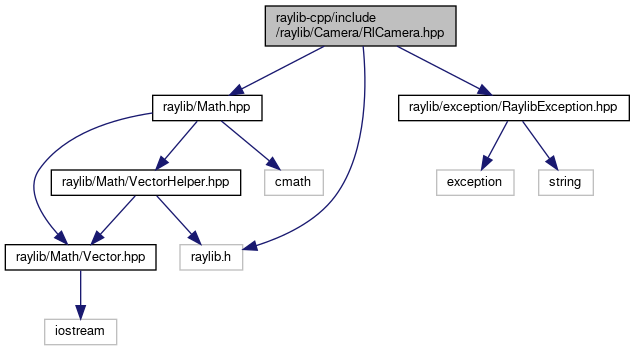 raylib-cpp/include
/raylib/Camera/RlCamera.hpp
raylib/Math.hpp
raylib/exception/RaylibException.hpp
raylib/Math/VectorHelper.hpp
cmath
exception
string
raylib/Math/Vector.hpp
raylib.h
iostream